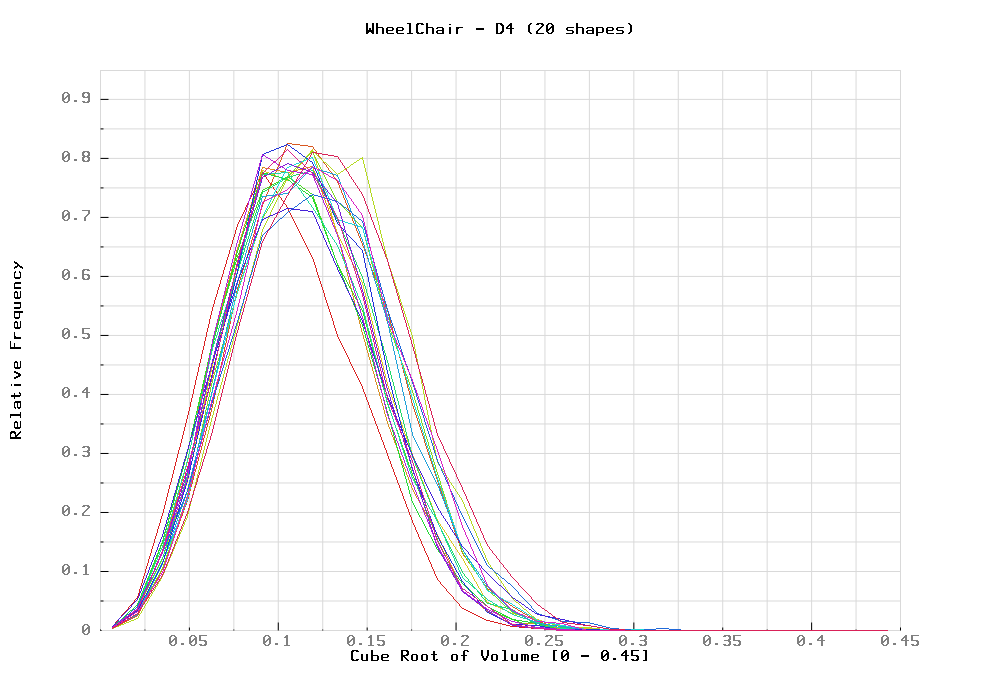 WheelChair - D4 (20 shapes)
Relative Frequency
0.9
0.8
0.7
0.6
0.5
0.4
0.3
0.2
0.1
0
0.05 0.1 0.15 0.2 0.25 0.3 0.35 0.4 0.45
Cube Root of Volume [0 - 0.45]